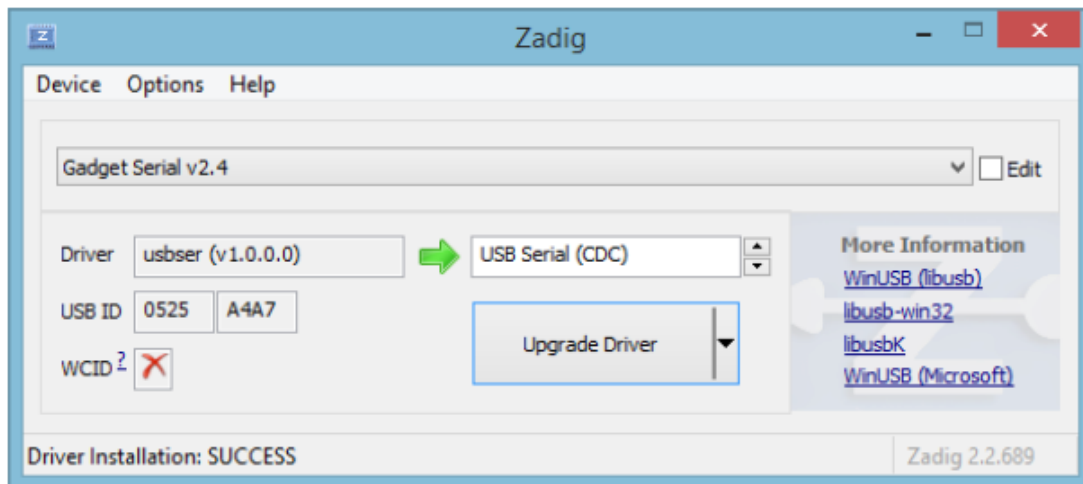 Zadig
Device Options Help
Gadget Serial v2.4
Edit
Driver usbser (v1.0.0.0) USB Serial (CDC)
USB ID 0525 A4A7
WCID ?
Upgrade Driver
More Information
WinUSB (libusb)
libusb-win32
libusbK
WinUSB (Microsoft)
Driver Installation: SUCCESS
Zadig 2.2.689